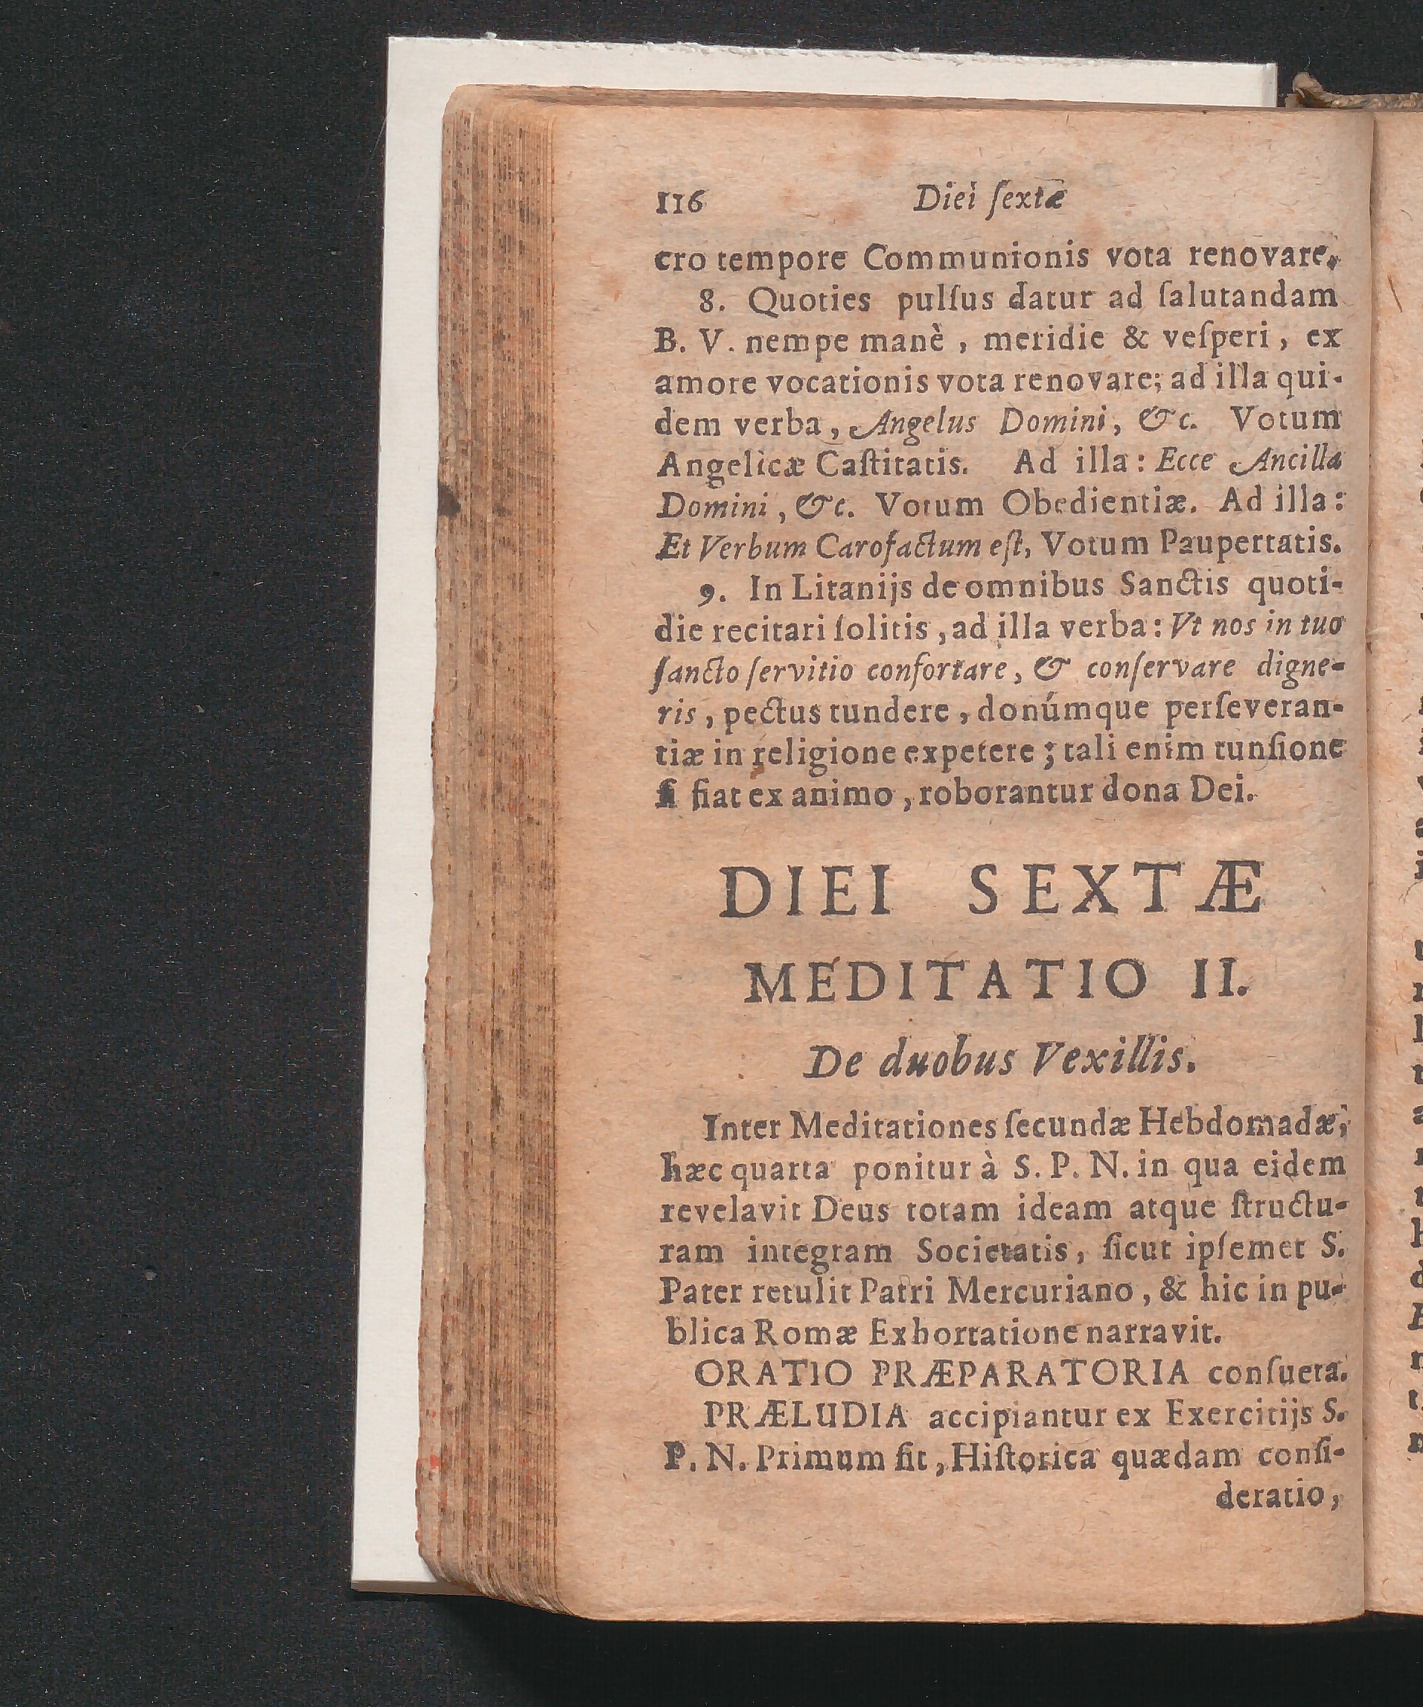 116 Diei ſextæ
cro tempore Communionis vota renovare.
8. Quoties pulſus datur ad ſalutandam
B. V. nempe manè, meridie & veſperi, ex
amore vocationis vota renovare; ad illa qui-
dem verba, Angelus Domini, &c. Votum
Angelicæ Caſtitatis. Ad illa: Ecce Ancilla
Domini, &c. Votum Obedientiæ. Ad illa:
Et Verbum Caro factum eſt, Votum Paupertatis.
9. In Litanijs de omnibus Sanctis quoti-
die recitari ſolitis, ad illa verba: Vt nos in tuo
ſancto ſervitio confortare, & conſervare digne-
ris, pectus tundere, donúmque perſeveran-
tiæ in religione expetere; tali enim tunſione
ſi fiat ex animo, roborantur dona Dei.
DIEI SEXTÆ
MEDITATIO II.
De duobus Vexillis.
Inter Meditationes ſecundæ Hebdomadæ,
hæc quarta ponitur à S. P. N. in qua eidem
revelavit Deus totam ideam atque ſtructu-
ram integram Societatis, ſicut ipſemet S.
Pater retulit Patri Mercuriano, & hic in pu-
blica Romæ Exhortatione narravit.
ORATIO PRÆPARATORIA conſueta.
PRÆLUDIA accipiantur ex Exercitijs S.
P. N. Primum fit, Hiſtorica quædam conſi-
deratio,